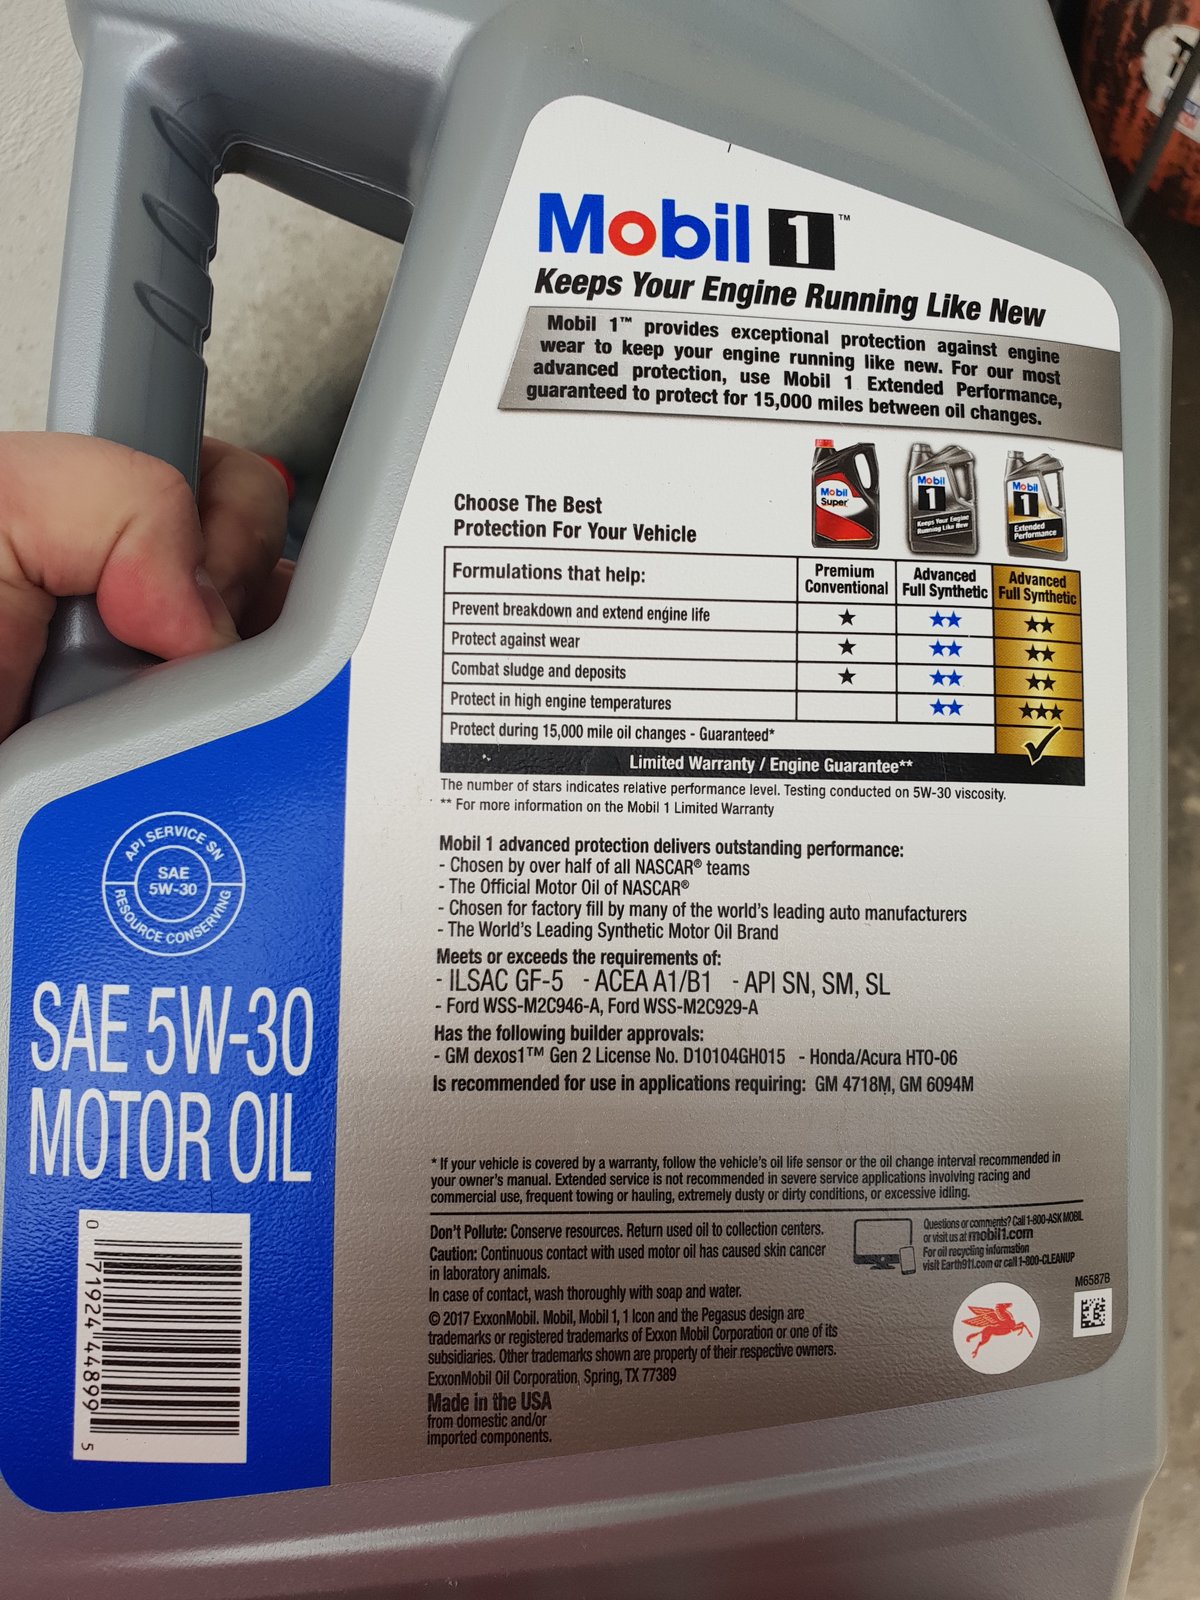 Mobil 1™
Keeps Your Engine Running Like New
Mobil 1™ provides exceptional protection against engine
wear to keep your engine running like new. For our most
advanced protection, use Mobil 1 Extended Performance,
guaranteed to protect for 15,000 miles between oil changes.
Mobil
Super
Mobil
1
Keeps Your Engine
Running Like New
Mobil
1
Extended
Performance
Choose The Best
Protection For Your Vehicle
Formulations that help:
Premium
Conventional
Advanced
Full Synthetic
Advanced
Full Synthetic
Prevent breakdown and extend engine life ★ ★★ ★★
Protect against wear ★ ★★ ★★
Combat sludge and deposits ★ ★★ ★★
Protect in high engine temperatures ★★ ★★★
Protect during 15,000 mile oil changes - Guaranteed* ✓
Limited Warranty / Engine Guarantee**
The number of stars indicates relative performance level. Testing conducted on 5W-30 viscosity.
** For more information on the Mobil 1 Limited Warranty
Mobil 1 advanced protection delivers outstanding performance:
- Chosen by over half of all NASCAR® teams
- The Official Motor Oil of NASCAR®
- Chosen for factory fill by many of the world's leading auto manufacturers
- The World's Leading Synthetic Motor Oil Brand
Meets or exceeds the requirements of:
- ILSAC GF-5 - ACEA A1/B1 - API SN, SM, SL
- Ford WSS-M2C946-A, Ford WSS-M2C929-A
Has the following builder approvals:
- GM dexos1™ Gen 2 License No. D10104GH015 - Honda/Acura HTO-06
Is recommended for use in applications requiring: GM 4718M, GM 6094M
* If your vehicle is covered by a warranty, follow the vehicle's oil life sensor or the oil change interval recommended in
your owner's manual. Extended service is not recommended in severe service applications involving racing and
commercial use, frequent towing or hauling, extremely dusty or dirty conditions, or excessive idling.
Don't Pollute: Conserve resources. Return used oil to collection centers.
Caution: Continuous contact with used motor oil has caused skin cancer
in laboratory animals.
In case of contact, wash thoroughly with soap and water.
© 2017 ExxonMobil. Mobil, Mobil 1, 1 Icon and the Pegasus design are
trademarks or registered trademarks of Exxon Mobil Corporation or one of its
subsidiaries. Other trademarks shown are property of their respective owners.
ExxonMobil Oil Corporation, Spring, TX 77389
Made in the USA
from domestic and/or
imported components.
Questions or comments? Call 1-800-ASK MOBIL
or visit us at mobil1.com
For oil recycling information
visit Earth911.com or call 1-800-CLEANUP
M6587B
API SERVICE SN
SAE
5W-30
RESOURCE CONSERVING
SAE 5W-30
MOTOR OIL
0 71924 44899 5